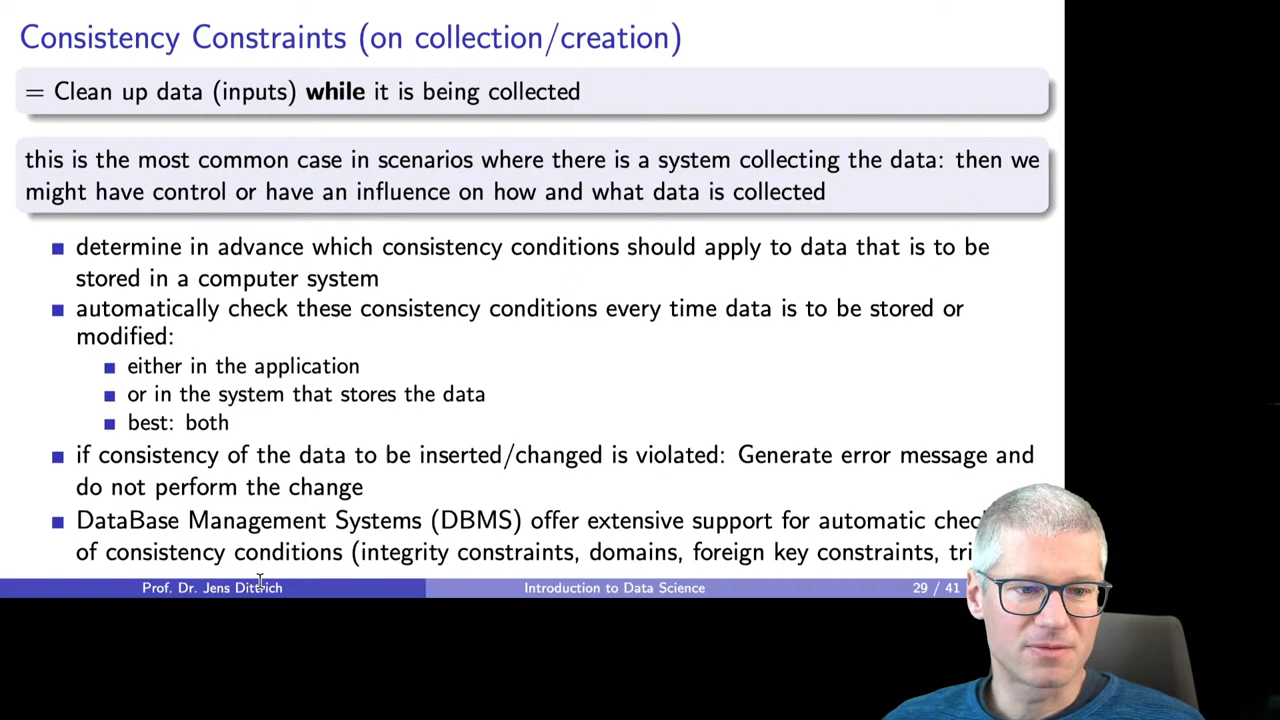 Consistency Constraints (on collection/creation)
= Clean up data (inputs) while it is being collected
this is the most common case in scenarios where there is a system collecting the data: then we
might have control or have an influence on how and what data is collected
determine in advance which consistency conditions should apply to data that is to be
stored in a computer system
automatically check these consistency conditions every time data is to be stored or
modified:
either in the application
or in the system that stores the data
best: both
if consistency of the data to be inserted/changed is violated: Generate error message and
do not perform the change
DataBase Management Systems (DBMS) offer extensive support for automatic
of consistency conditions (integrity constraints, domains, foreign key constraints,
Prof. Dr. Jens Dittrich
Introduction to Data Science
29 / 41